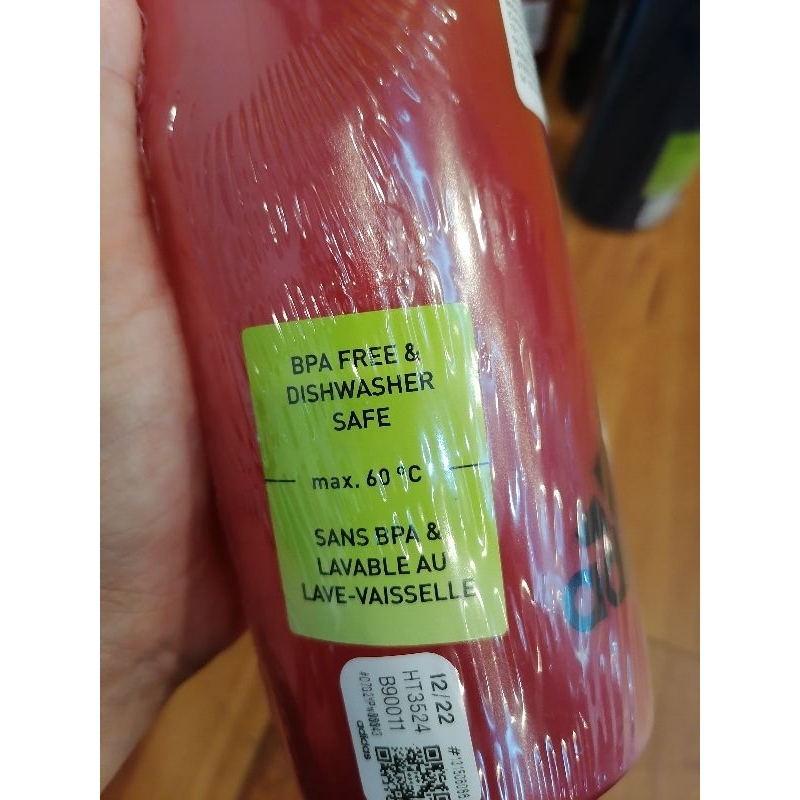 BPA FREE &
DISHWASHER
SAFE
max. 60 °C
SANS BPA &
LAVABLE AU
LAVE-VAISSELLE
12/22
HT3524
B90011
adidas